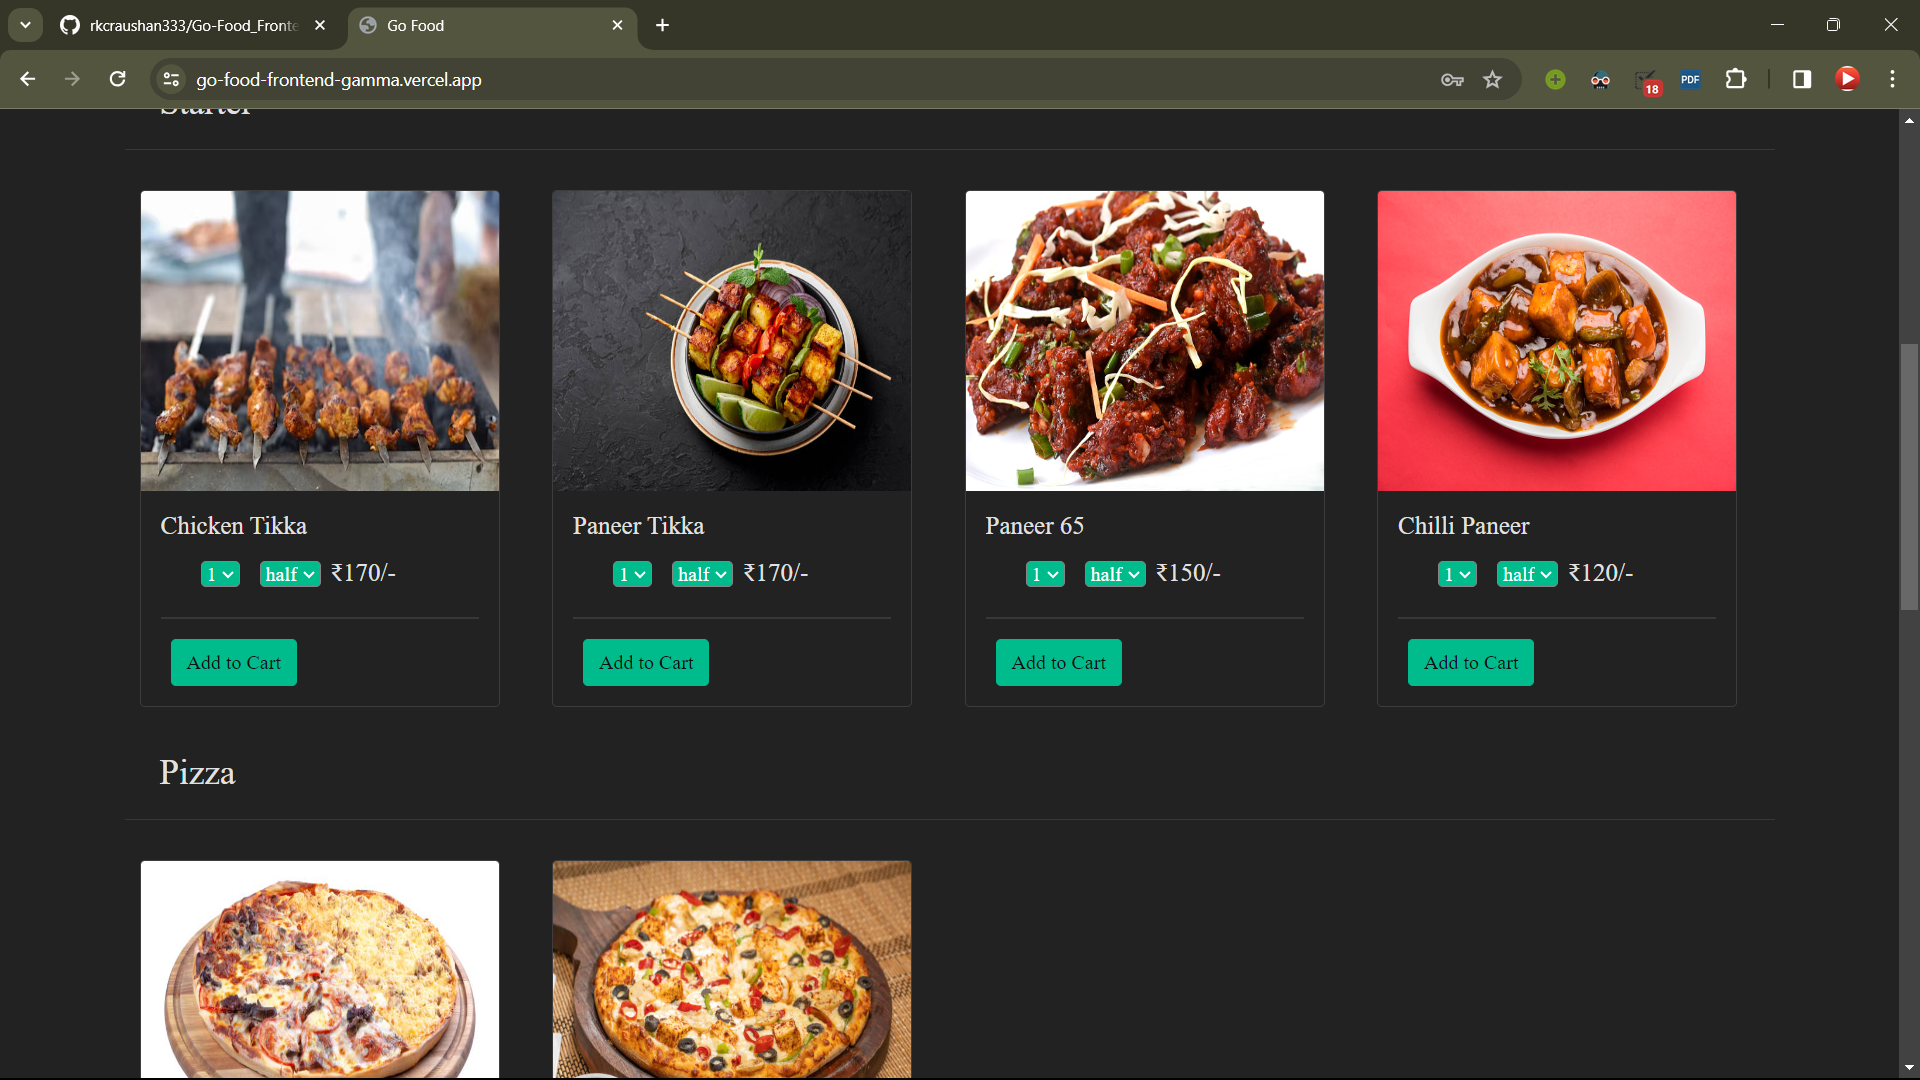 rkcraushan333/Go-Food_Fronte
Go Food
go-food-frontend-gamma.vercel.app
18
PDF
Starter
Chicken Tikka
1 half ₹170/-
Add to Cart
Paneer Tikka
1 half ₹170/-
Add to Cart
Paneer 65
1 half ₹150/-
Add to Cart
Chilli Paneer
1 half ₹120/-
Add to Cart
Pizza